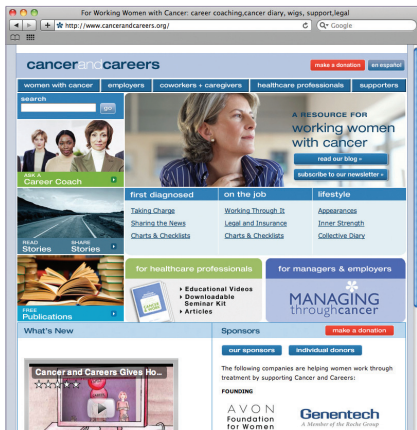 For Working Women with Cancer: career coaching,cancer diary, wigs, support,legal
http://www.cancerandcareers.org/
Google
cancerandcareers
make a donation
en español
women with cancer
employers
coworkers + caregivers
healthcare professionals
supporters
search
go
ASK A
Career Coach
A RESOURCE FOR
working women
with cancer
read our blog »
subscribe to our newsletter »
first diagnosed
on the job
lifestyle
Taking Charge
Working Through It
Appearances
Sharing the News
Legal and Insurance
Inner Strength
Charts & Checklists
Charts & Checklists
Collective Diary
READ
Stories
SHARE
Stories
for healthcare professionals
for managers & employers
Educational Videos
Downloadable
Seminar Kit
Articles
MANAGING
throughcancer
FREE
Publications
What's New
Sponsors
make a donation
our sponsors
individual donors
Cancer and Careers Gives Ho...
The following companies are helping women work through
treatment by supporting Cancer and Careers:
FOUNDING
AVON
Foundation
for Women
Genentech
A Member of the Roche Group